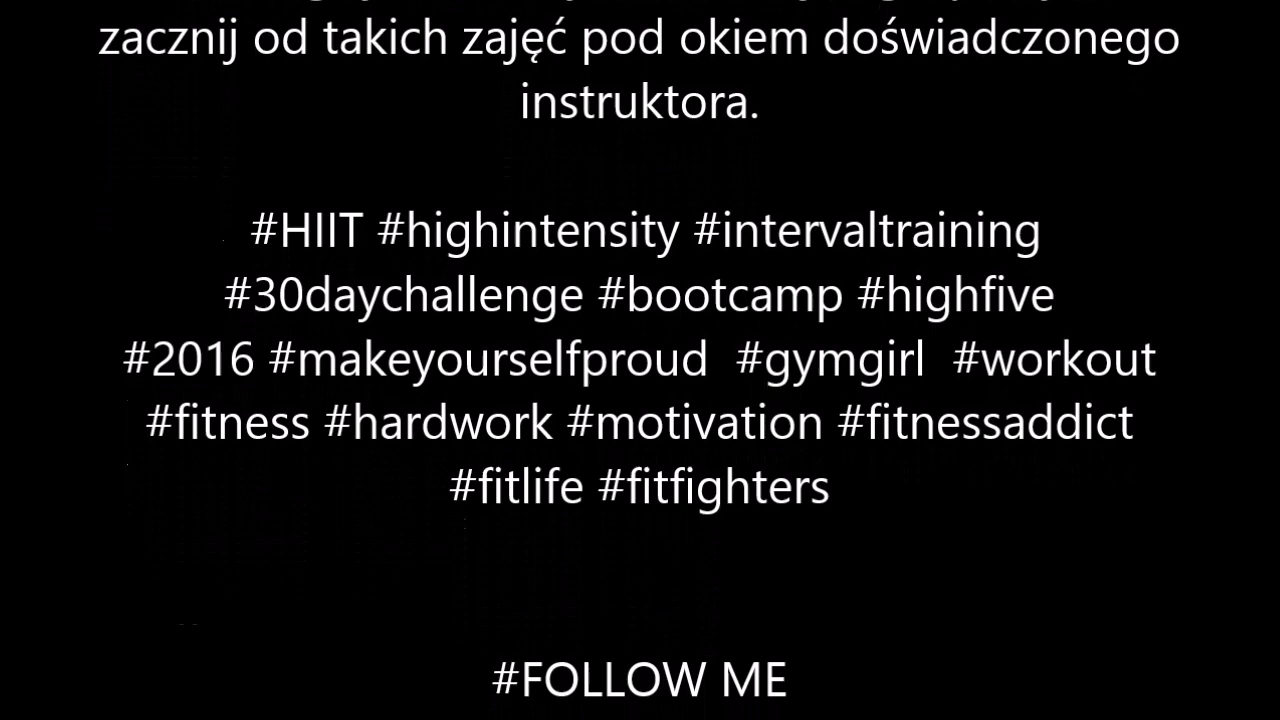 zacznij od takich zajęć pod okiem doświadczonego
instruktora.
#HIIT #highintensity #intervaltraining
#30daychallenge #bootcamp #highfive
#2016 #makeyourselfproud #gymgirl #workout
#fitness #hardwork #motivation #fitnessaddict
#fitlife #fitfighters
#FOLLOW ME